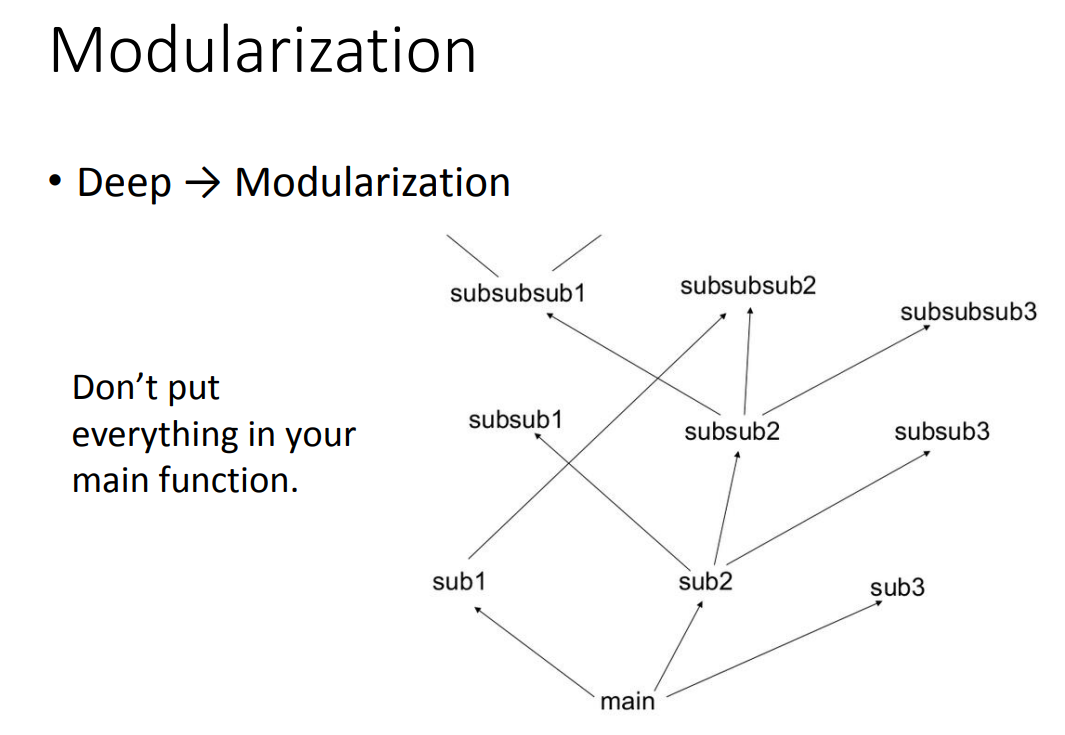 Modularization
• Deep → Modularization
subsubsub1
subsubsub2
subsubsub3
Don’t put
everything in your
main function.
subsub1
subsub2
subsub3
sub1
sub2
sub3
main